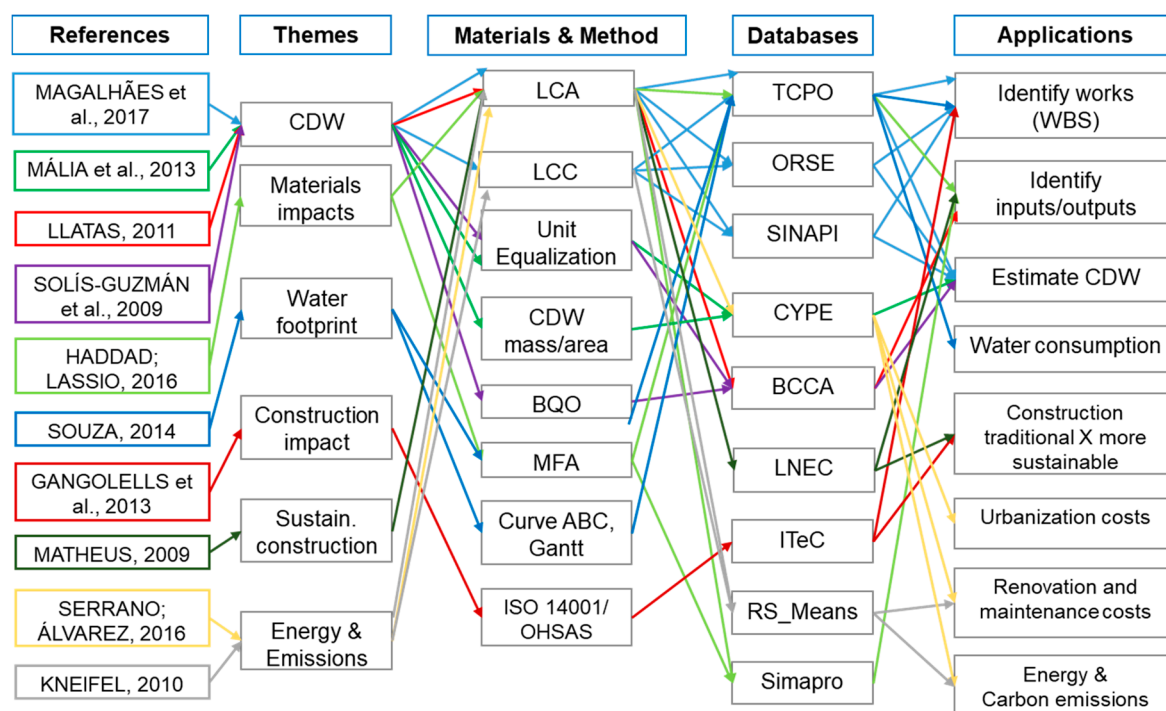 References
Themes
Materials & Method
Databases
Applications
MAGALHÃES et
al., 2017
MÁLIA et al., 2013
LLATAS, 2011
SOLÍS-GUZMÁN
et al., 2009
HADDAD;
LASSIO, 2016
SOUZA, 2014
GANGOLELLS et
al., 2013
MATHEUS, 2009
SERRANO;
ÁLVAREZ, 2016
KNEIFEL, 2010
CDW
Materials
impacts
Water
footprint
Construction
impact
Sustain.
construction
Energy &
Emissions
LCA
LCC
Unit
Equalization
CDW
mass/area
BQO
MFA
Curve ABC,
Gantt
ISO 14001/
OHSAS
TCPO
ORSE
SINAPI
CYPE
BCCA
LNEC
ITeC
RS_Means
Simapro
Identify works
(WBS)
Identify
inputs/outputs
Estimate CDW
Water consumption
Construction
traditional X more
sustainable
Urbanization costs
Renovation and
maintenance costs
Energy &
Carbon emissions